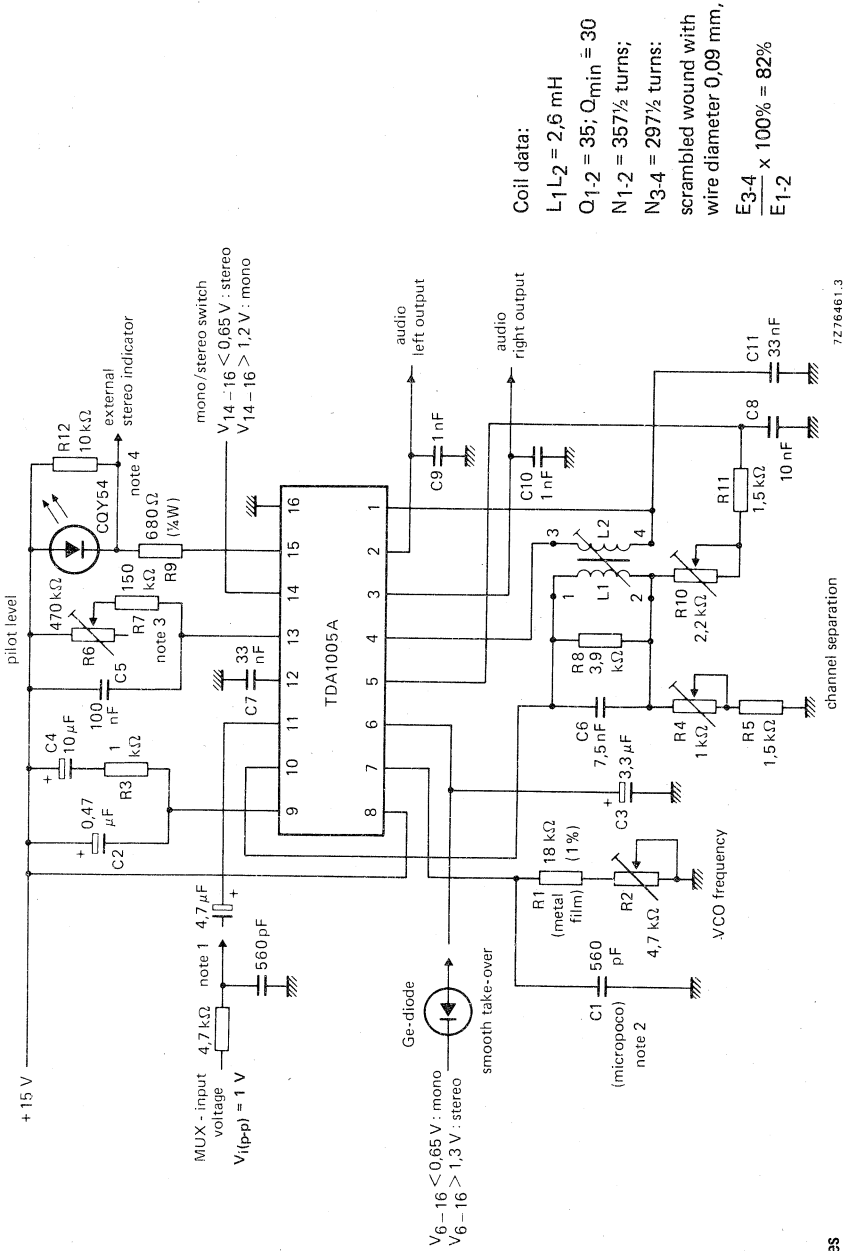 + 15 V
pilot level
C2
0,47
µF
+
C4
10 µF
+
R3
1
kΩ
100
nF
C5
R6
470 kΩ
R7
150
kΩ
note 3
CQY54
R9
680 Ω
(¼W)
R12
10 kΩ
note 4
external
stereo indicator
mono/stereo switch
V14–16 < 0,65 V : stereo
V14–16 > 1,2 V : mono
MUX - input
voltage
Vi(p-p) = 1 V
4,7 kΩ
note 1
560 pF
4,7 µF
+
C7
33
nF
9
10
11
12
13
14
15
16
TDA1005A
8
7
6
5
4
3
2
1
audio
left output
C9
1 nF
audio
right output
C10
1 nF
V6–16 < 0,65 V : mono
V6–16 > 1,3 V : stereo
Ge-diode
smooth take-over
C1
560
pF
(micropoco)
note 2
R1
(metal
film)
18 kΩ
(1%)
R2
4,7 kΩ
VCO frequency
C3
+
3,3 µF
C6
7,5 nF
R8
3,9
kΩ
1
L1
2
3
L2
4
R4
1 kΩ
R5
1,5 kΩ
R10
2,2 kΩ
R11
1,5 kΩ
C8
10 nF
C11
33 nF
channel separation
7Z76461.3
Coil data:
L1L2 = 2,6 mH
Q1-2 = 35; Qmin = 30
N1-2 = 357½ turns;
N3-4 = 297½ turns:
scrambled wound with
wire diameter 0,09 mm,
E3-4
x 100% = 82%
E1-2
es